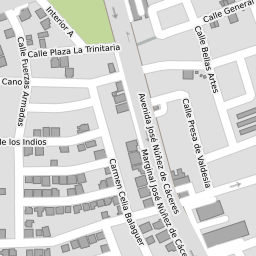 Interior A
Calle General
Calle Plaza La Trinitaria
Calle Bellas Artes
Calle Fuerzas Armadas
Cano
Avenida José Núñez de Cáceres
Calle Presa de Valdesia
de los Indios
Marginal José Núñez de Các
Carmen Celia Balaguer